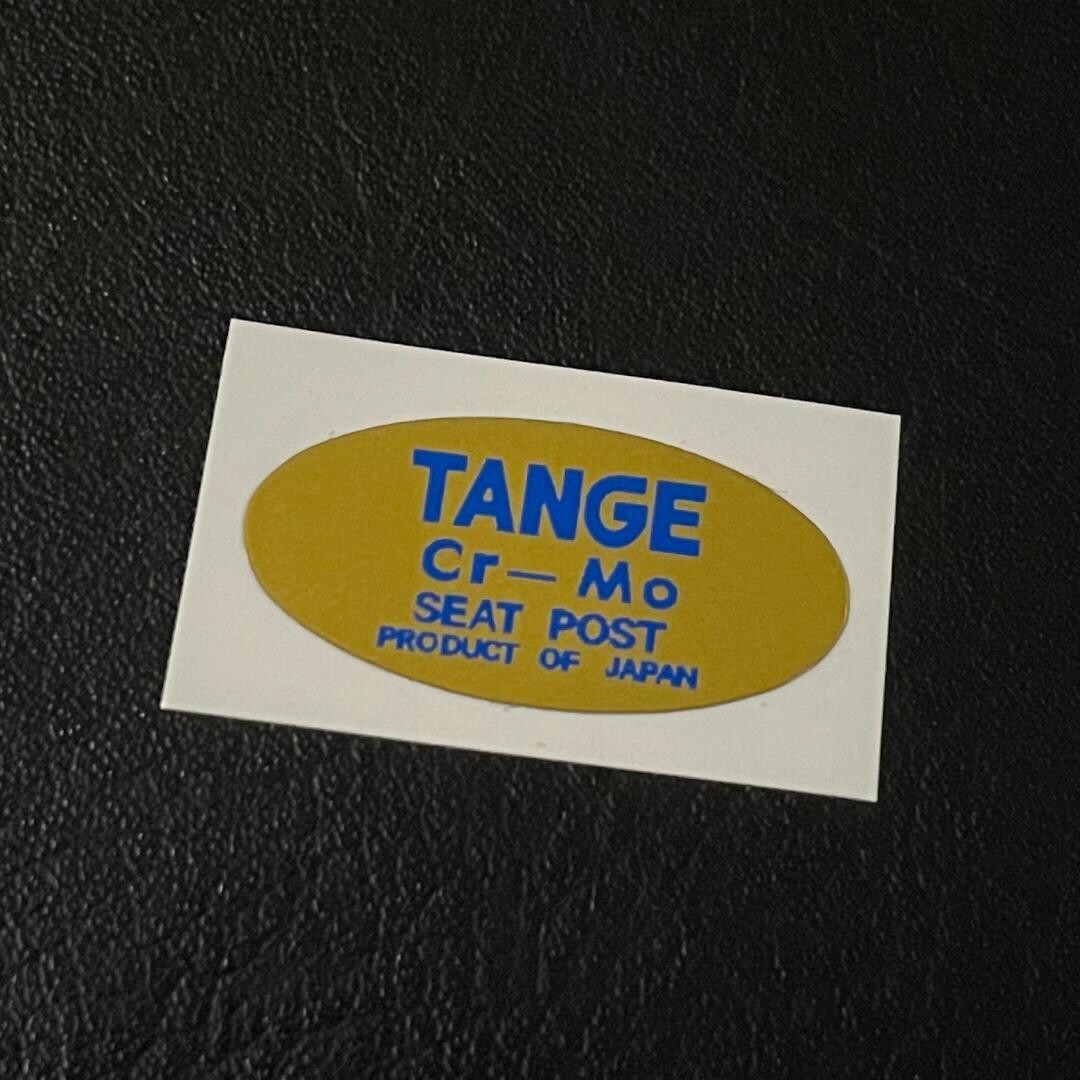 TANGE
Cr—Mo
SEAT POST
PRODUCT OF JAPAN